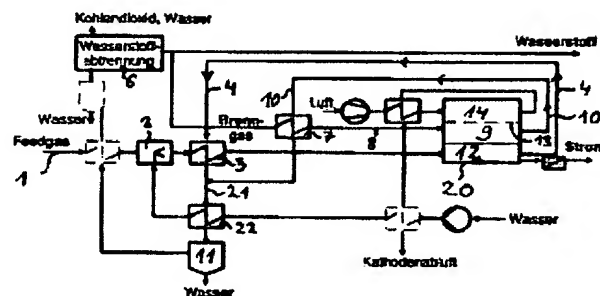 Kohlendioxid, Wasser
Wasserstoff-
abtrennung
6
Wasserstoff
4
10
Luft
14
4
Wasser
Brenn-
gas
7
8
9
13
10
Feedgas
2
3
12
Strom
1
21
20
22
Wasser
11
Kathodenabluft
Wasser